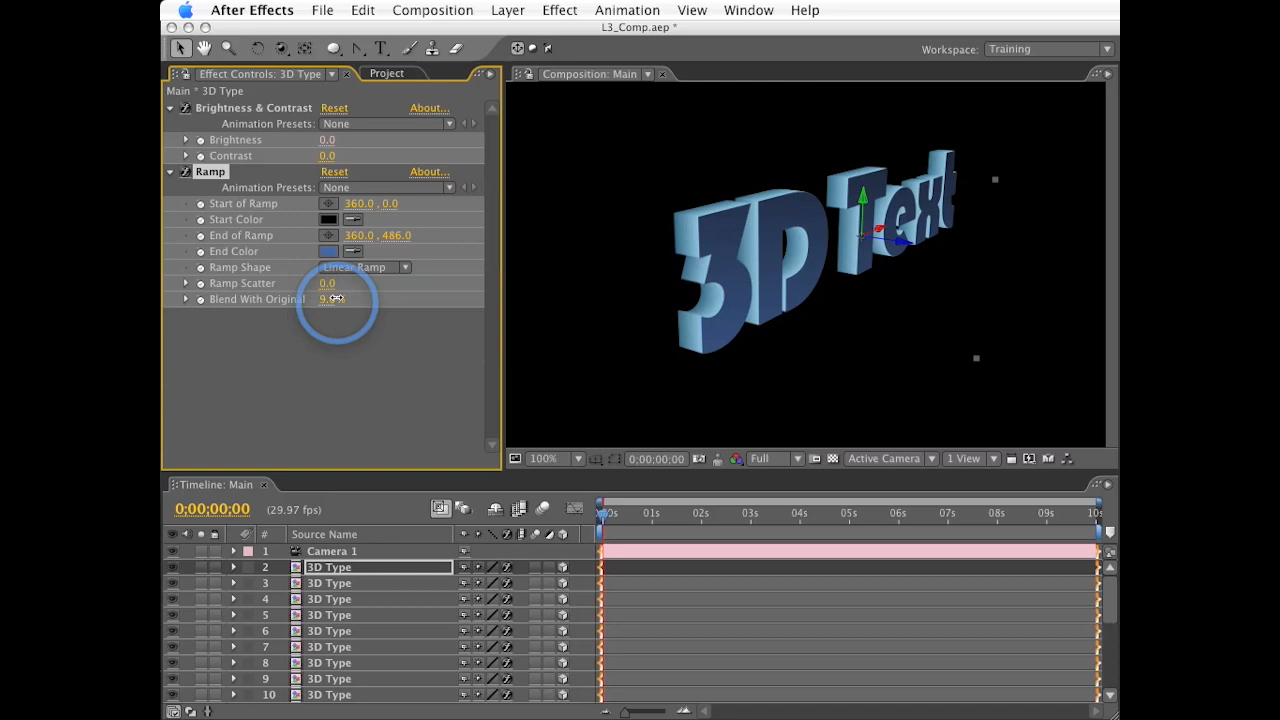 After Effects File Edit Composition Layer Effect Animation View Window Help
L3_Comp.aep *
Workspace: Training
Effect Controls: 3D Type Project
Composition: Main
Main * 3D Type
Brightness & Contrast Reset About...
Animation Presets: None
Brightness 0.0
Contrast 0.0
Ramp Reset About...
Animation Presets: None
Start of Ramp 360.0 , 0.0
Start Color
End of Ramp 360.0 , 486.0
End Color
Ramp Shape Linear Ramp
Ramp Scatter 0.0
Blend With Original
3D Text
100% 0;00;00;00 Full Active Camera 1 View
Timeline: Main
0;00;00;00 (29.97 fps)
01s 02s 03s 04s 05s 06s 07s 08s 09s
# Source Name
1 Camera 1
2 3D Type
3 3D Type
4 3D Type
5 3D Type
6 3D Type
7 3D Type
8 3D Type
9 3D Type
10 3D Type